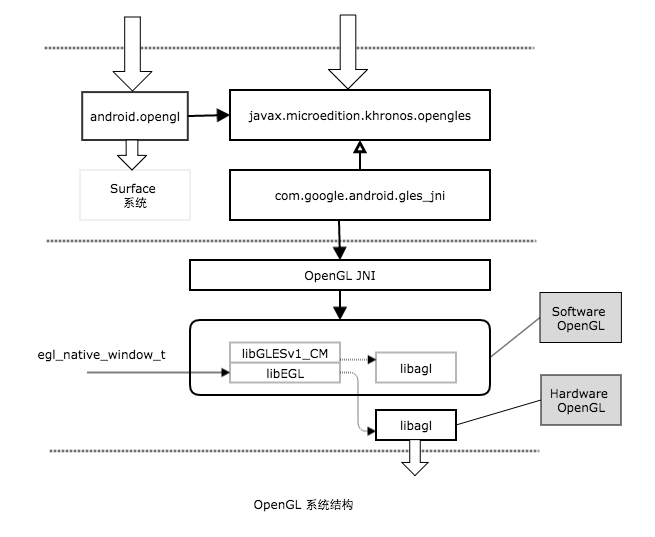 android.opengl
javax.microedition.khronos.opengles
Surface
系统
com.google.android.gles_jni
OpenGL JNI
Software
OpenGL
egl_native_window_t
libGLESv1_CM
libEGL
libagl
Hardware
OpenGL
libagl
OpenGL 系统结构